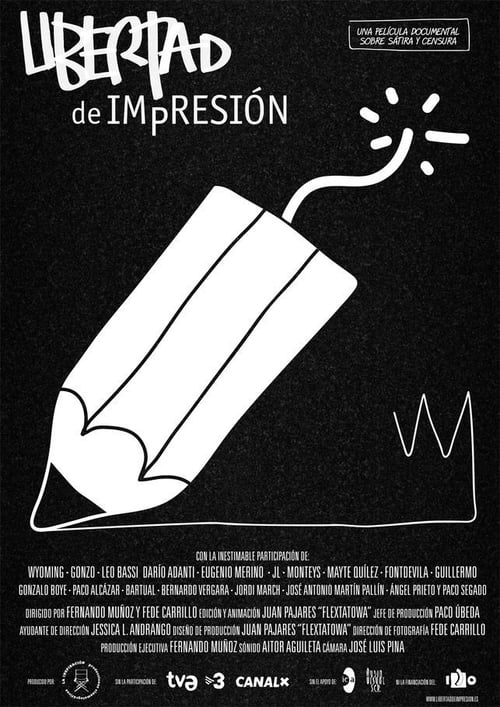 LIBERTAD
de IMpRESIÓN
UNA PELÍCULA DOCUMENTAL
SOBRE SÁTIRA Y CENSURA
CON LA INESTIMABLE PARTICIPACIÓN DE:
WYOMING · GONZO · LEO BASSI DARÍO ADANTI · EUGENIO MERINO · JL · MONTEYS · MAYTE QUÍLEZ · FONTDEVILA · GUILLERMO
GONZALO BOYE · PACO ALCÁZAR · BARTUAL · BERNARDO VERGARA · JORDI MARCH · JOSÉ ANTONIO MARTÍN PALLÍN · ÁNGEL PRIETO Y PACO SEGADO
DIRIGIDO POR FERNANDO MUÑOZ Y FEDE CARRILLO EDICIÓN Y ANIMACIÓN JUAN PAJARES "FLEXTATOWA" JEFE DE PRODUCCIÓN PACO ÚBEDA
AYUDANTE DE DIRECCIÓN JESSICA L. ANDRANGO DISEÑO DE PRODUCCIÓN JUAN PAJARES "FLEXTATOWA" DIRECCIÓN DE FOTOGRAFÍA FEDE CARRILLO
PRODUCCIÓN EJECUTIVA FERNANDO MUÑOZ SÓNIDO AITOR AGUILETA CÁMARA JOSÉ LUIS PINA
PRODUCIDO POR: SIN LA PARTICIPACIÓN DE: tve 3 CANALX SIN EL APOYO DE NI LA FINANCIACIÓN DEL
WWW.LIBERTADDEIMPRESION.ES